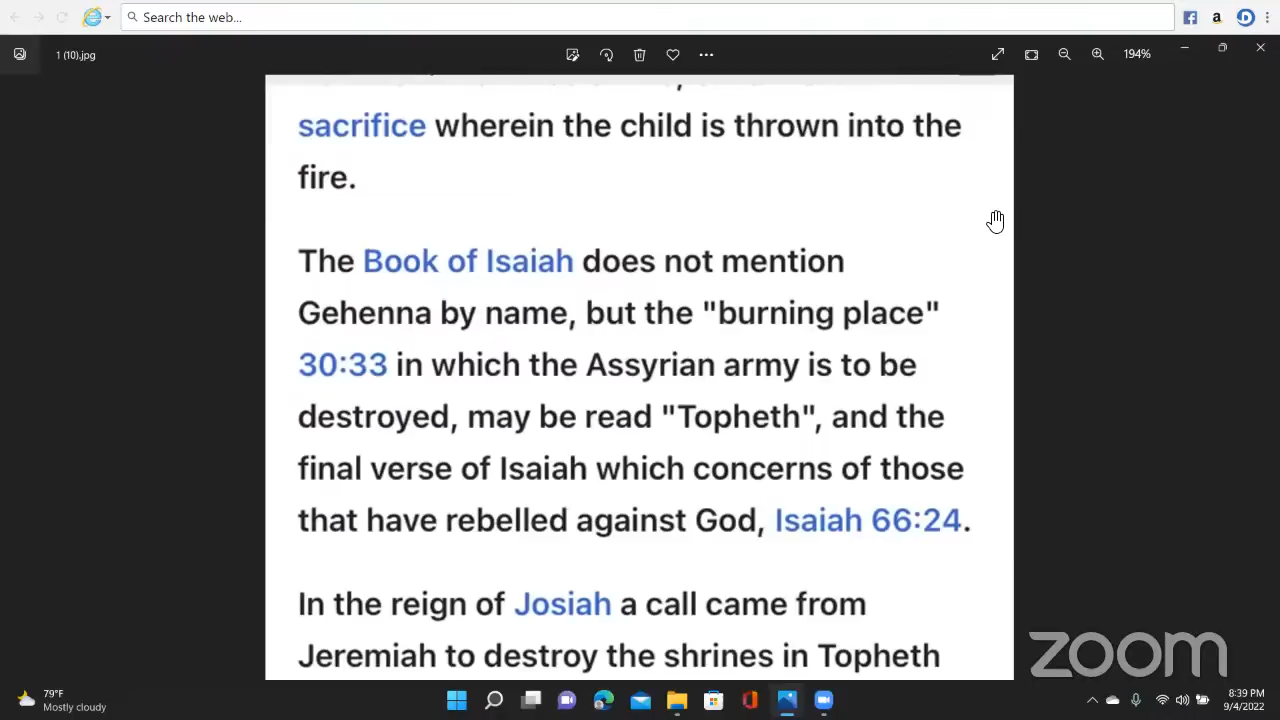 Search the web...
1 (10).jpg
194%
sacrifice wherein the child is thrown into the
fire.
The Book of Isaiah does not mention
Gehenna by name, but the "burning place"
30:33 in which the Assyrian army is to be
destroyed, may be read "Topheth", and the
final verse of Isaiah which concerns of those
that have rebelled against God, Isaiah 66:24.
In the reign of Josiah a call came from
Jeremiah to destroy the shrines in Topheth
zoom
79°F
Mostly cloudy
8:39 PM
9/4/2022